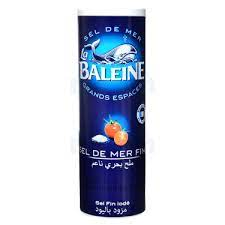 SEL DE MER
La
BALEINE
GRANDS ESPACES
SEL DE MER FIN
ملح بحري ناعم
Sel Fin Iodé
مزود باليود